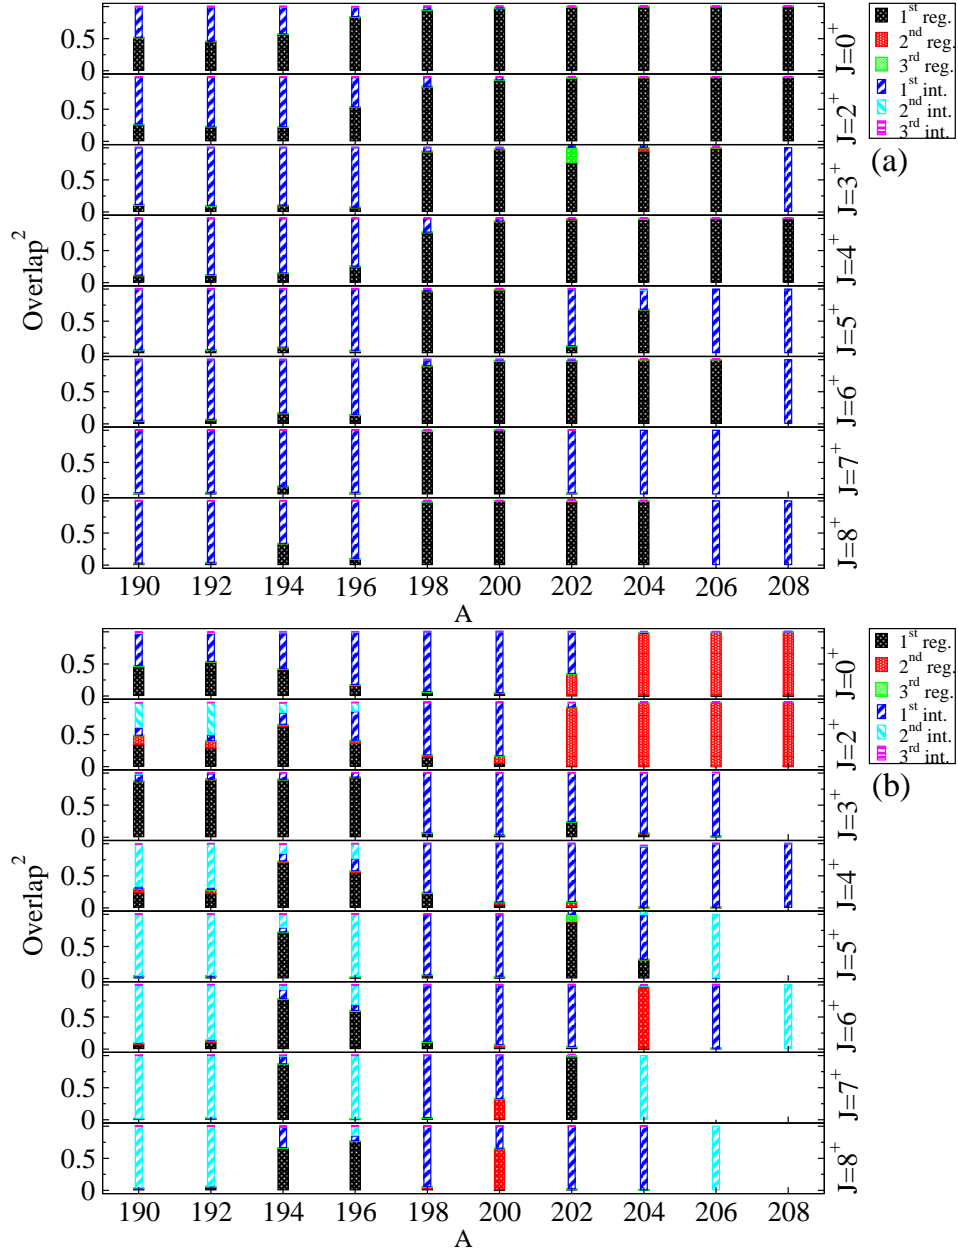 0.5
0
J=0⁺
0.5
0
J=2⁺
0.5
0
J=3⁺
0.5
0
J=4⁺
0.5
0
J=5⁺
0.5
0
J=6⁺
0.5
0
J=7⁺
0.5
0
J=8⁺
Overlap²
190 192 194 196 198 200 202 204 206 208
A
1ˢᵗ reg.
2ⁿᵈ reg.
3ʳᵈ reg.
1ˢᵗ int.
2ⁿᵈ int.
3ʳᵈ int.
(a)
0.5
0
J=0⁺
0.5
0
J=2⁺
0.5
0
J=3⁺
0.5
0
J=4⁺
0.5
0
J=5⁺
0.5
0
J=6⁺
0.5
0
J=7⁺
0.5
0
J=8⁺
Overlap²
190 192 194 196 198 200 202 204 206 208
A
1ˢᵗ reg.
2ⁿᵈ reg.
3ʳᵈ reg.
1ˢᵗ int.
2ⁿᵈ int.
3ʳᵈ int.
(b)